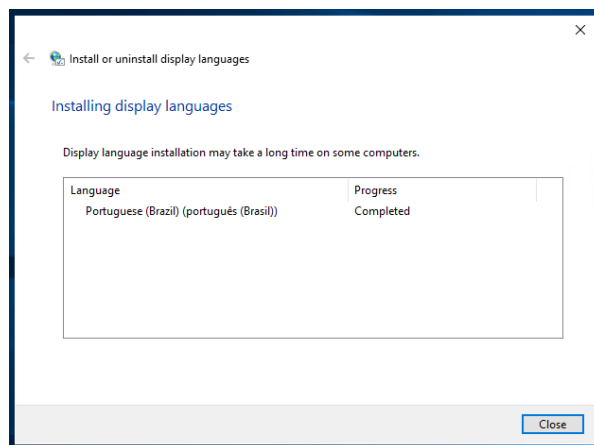 Install or uninstall display languages
Installing display languages
Display language installation may take a long time on some computers.
Language Progress
Portuguese (Brazil) (português (Brasil)) Completed
Close